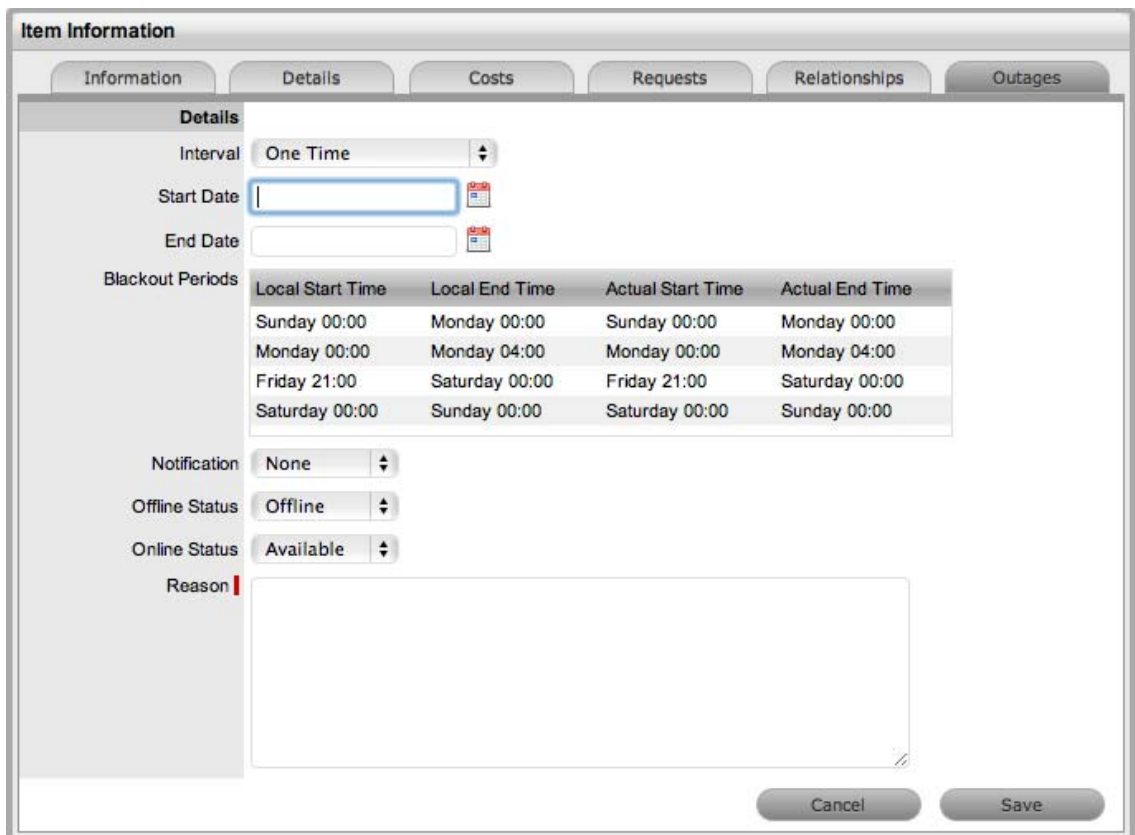 Item Information
Information Details Costs Requests Relationships Outages
Details
Interval One Time
Start Date
End Date
Blackout Periods
Local Start Time Local End Time Actual Start Time Actual End Time
Sunday 00:00 Monday 00:00 Sunday 00:00 Monday 00:00
Monday 00:00 Monday 04:00 Monday 00:00 Monday 04:00
Friday 21:00 Saturday 00:00 Friday 21:00 Saturday 00:00
Saturday 00:00 Sunday 00:00 Saturday 00:00 Sunday 00:00
Notification None
Offline Status Offline
Online Status Available
Reason
Cancel Save